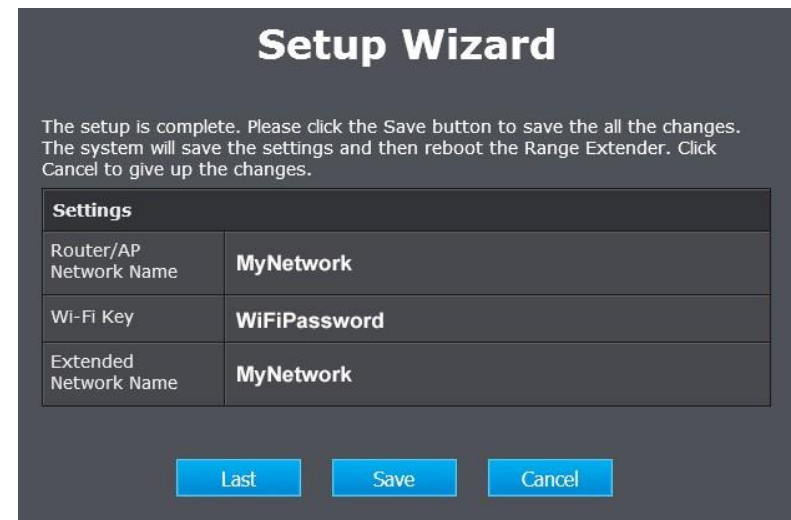 Setup Wizard
The setup is complete. Please click the Save button to save the all the changes.
The system will save the settings and then reboot the Range Extender. Click
Cancel to give up the changes.
Settings
Router/AP
Network Name
MyNetwork
Wi-Fi Key
WiFiPassword
Extended
Network Name
MyNetwork
Last
Save
Cancel